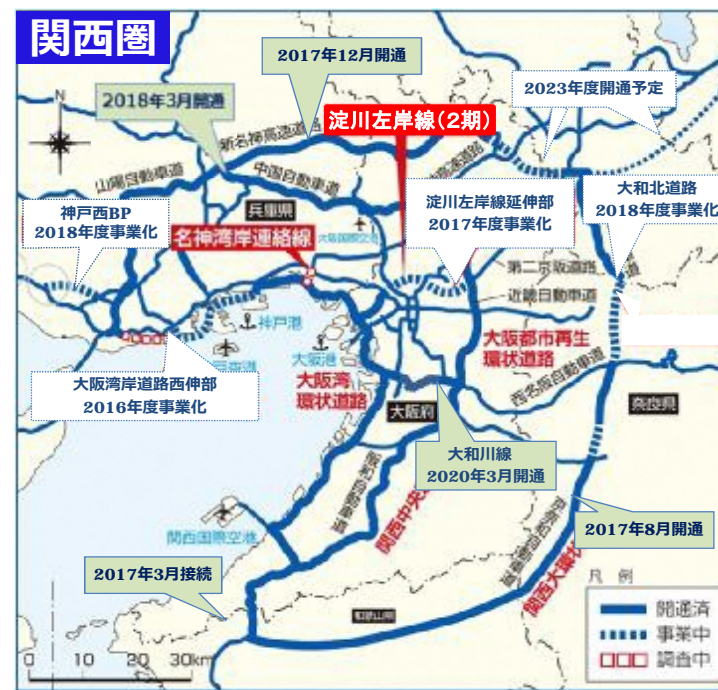 関西圏
2017年12月開通
2018年3月開通
2023年度開通予定
N
淀川左岸線(2期)
新名神高速道路
山陽自動車道
中国自動車道
神戸西BP
2018年度事業化
兵庫県
大阪国際空港
淀川左岸線延伸部
2017年度事業化
大和北道路
2018年度事業化
名神湾岸連絡線
第二京阪道路
近畿自動車道
神戸港
大阪港
大阪湾
環状道路
大阪都市再生
環状道路
西名阪自動車道
大阪湾岸道路西伸部
2016年度事業化
大阪府
奈良県
大和川線
2020年3月開通
阪和自動車道
関西中央
関西国際空港
京奈和自動車道
2017年8月開通
関西大環状
2017年3月接続
和歌山県
凡 例
開通済
事業中
調査中
0 10 20 30km